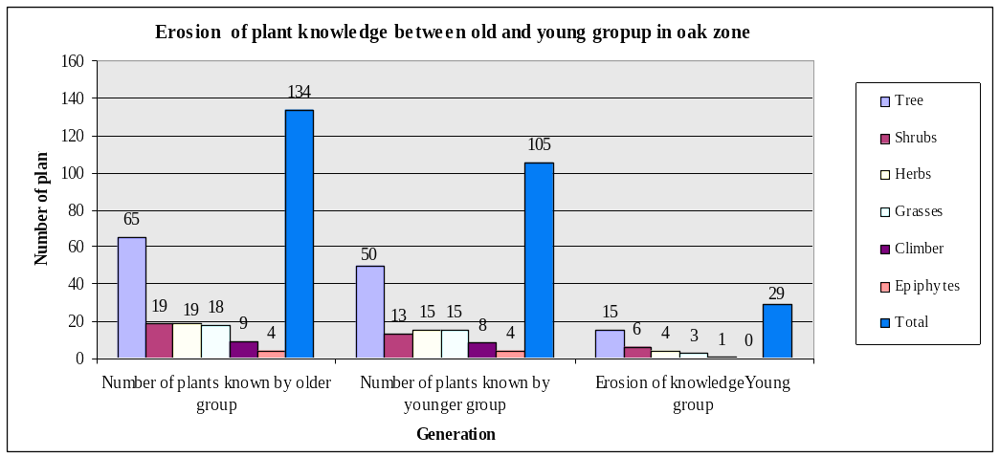 Erosion of plant knowledge between old and young gropup in oak zone
160
140
120
100
80
60
40
20
0
Number of plan
65
19
19
18
9
4
134
50
13
15
15
8
4
105
15
6
4
3
1
0
29
Number of plants known by older
group
Number of plants known by
younger group
Erosion of knowledgeYoung
group
Generation
Tree
Shrubs
Herbs
Grasses
Climber
Epiphytes
Total